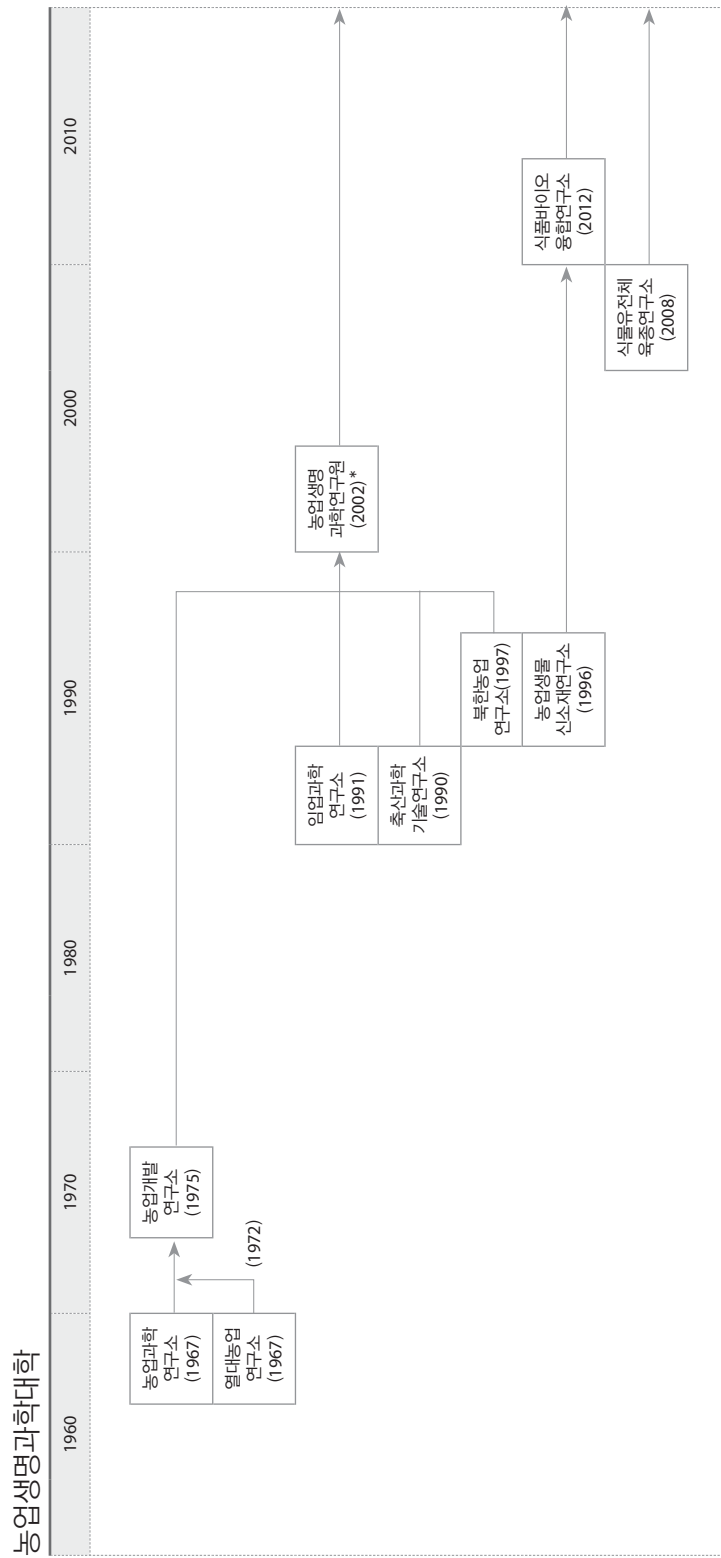 농업생명과학대학
1960
1970
1980
1990
2000
2010
농업과학
연구소
(1967)
열대농업
연구소
(1967)
(1972)
농업개발
연구소
(1975)
임업과학
연구소
(1991)
축산과학
기술연구소
(1990)
북한농업
연구소(1997)
농업생물
신소재연구소
(1996)
농업생명
과학연구원
(2002)*
식품바이오
융합연구소
(2012)
식물유전체
육종연구소
(2008)